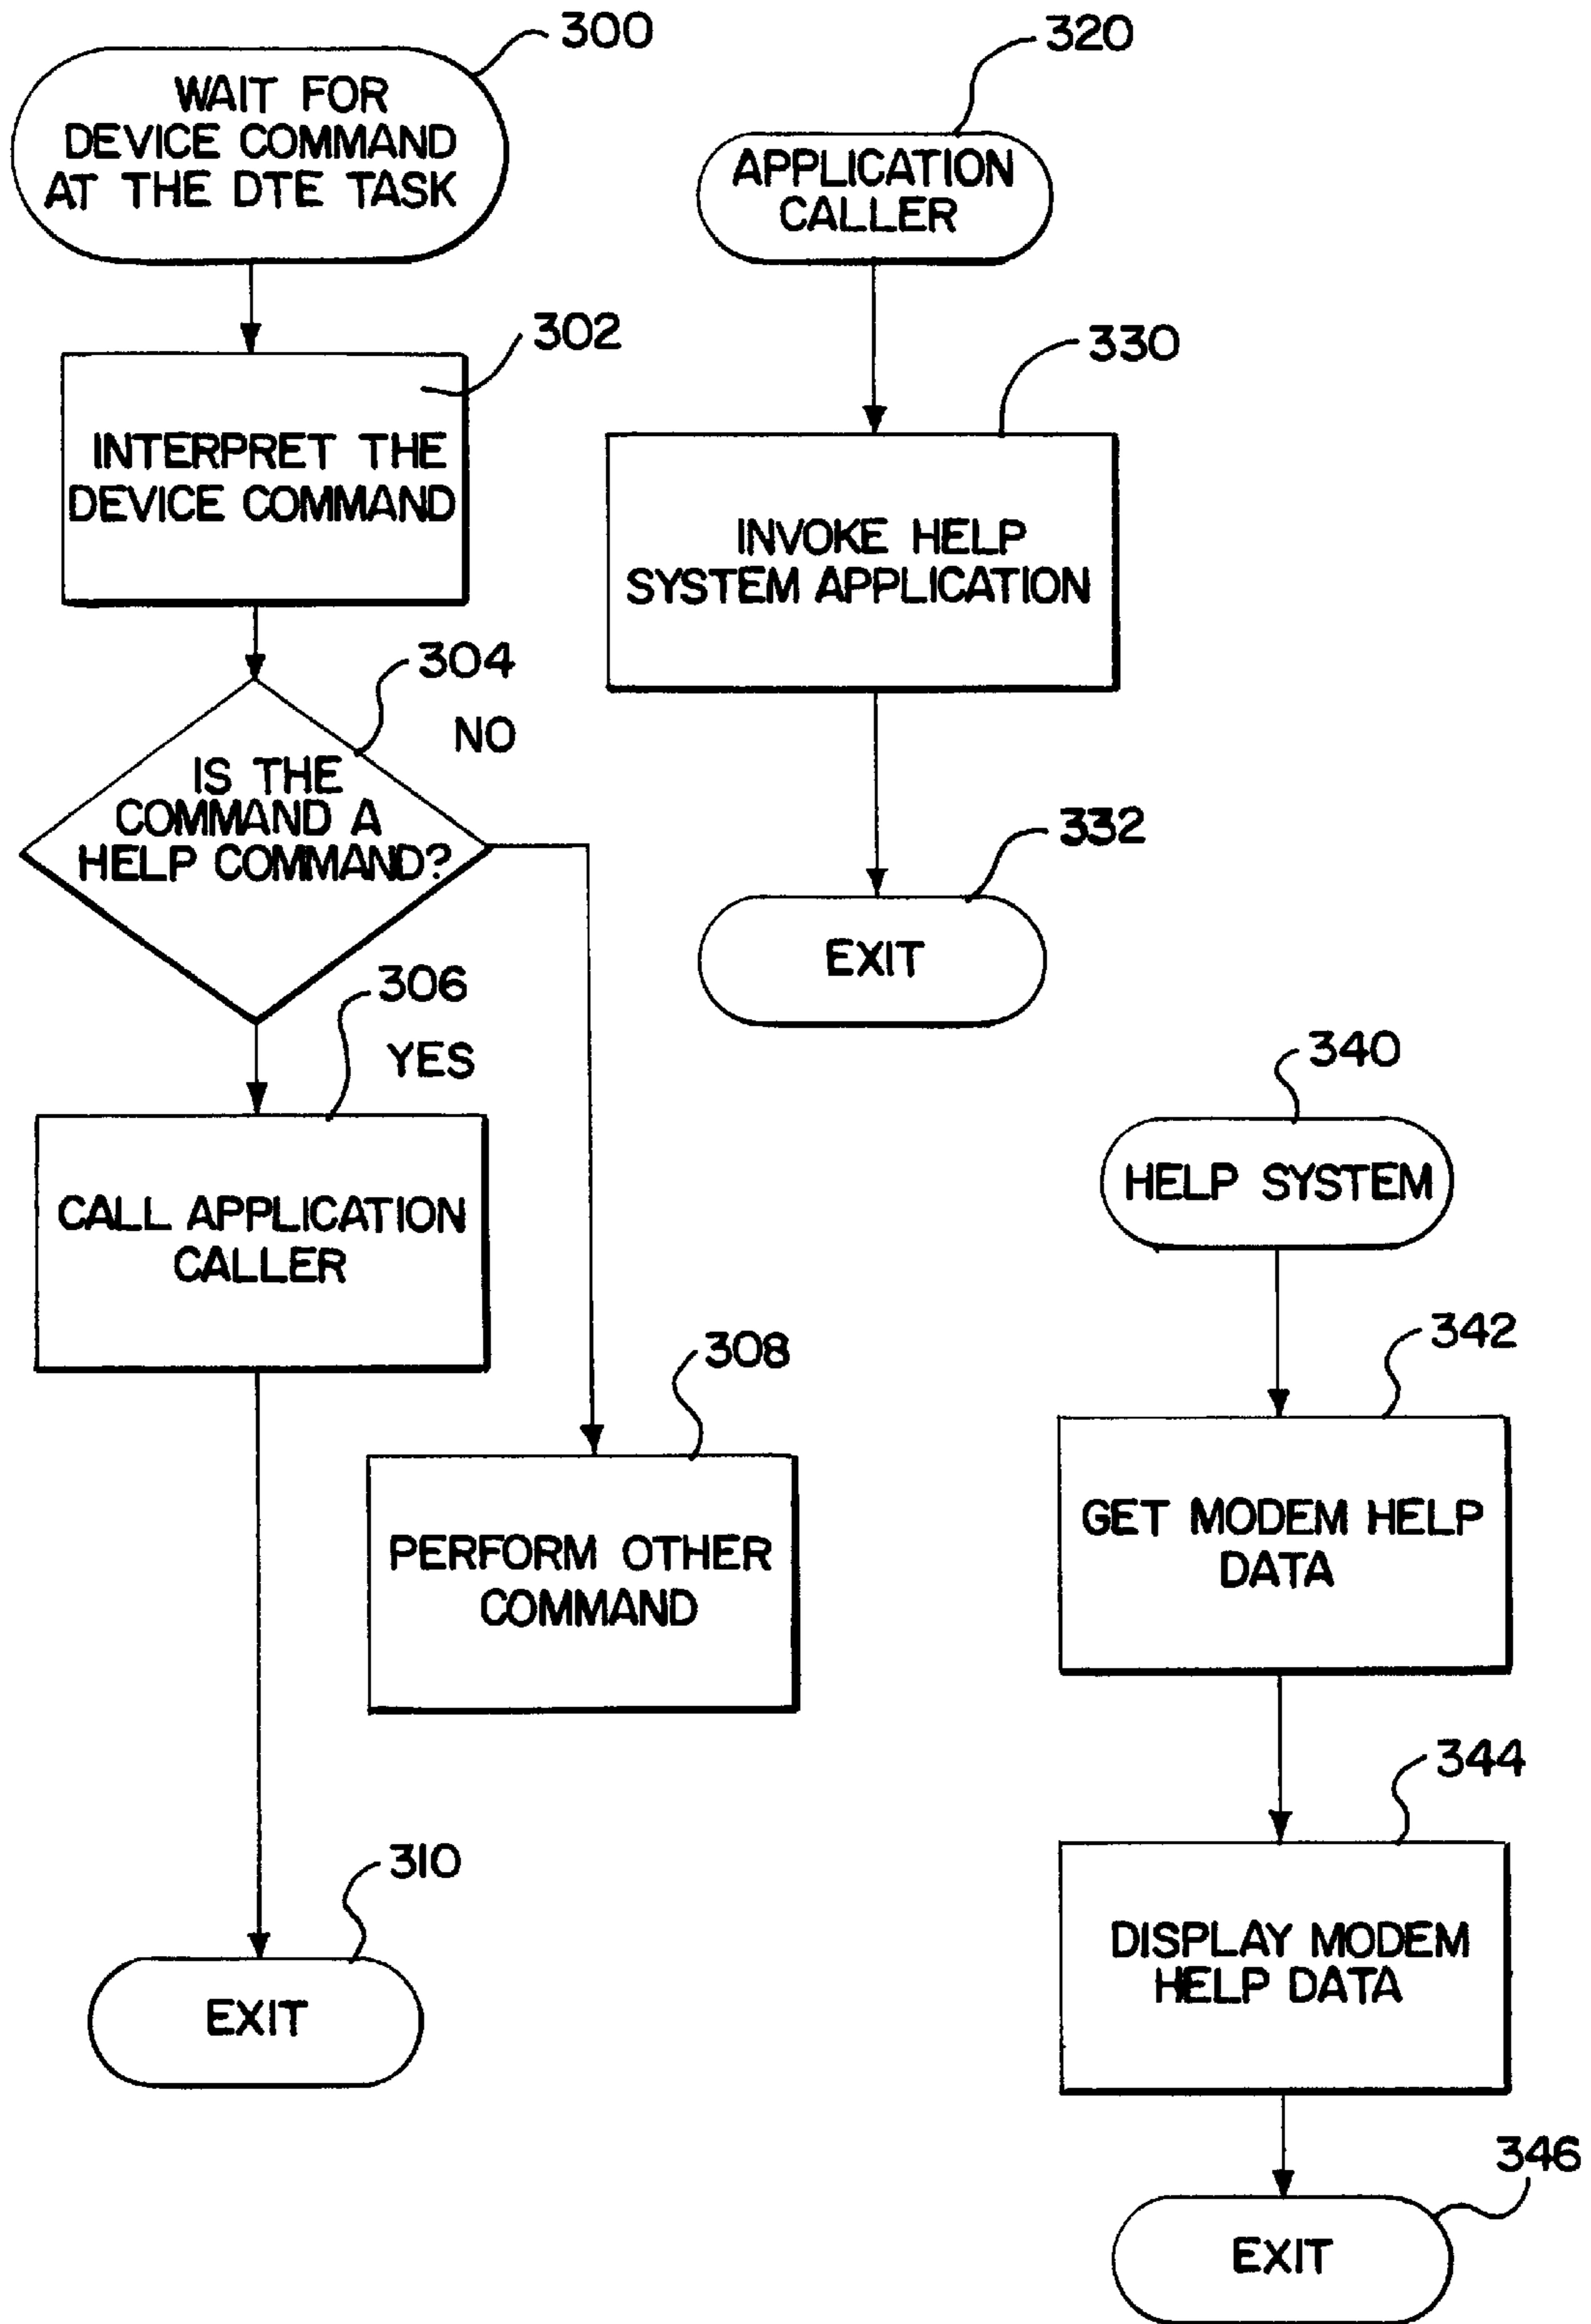 300
WAIT FOR
DEVICE COMMAND
AT THE DTE TASK
302
INTERPRET THE
DEVICE COMMAND
304
NO
IS THE
COMMAND A
HELP COMMAND?
306
YES
CALL APPLICATION
CALLER
308
PERFORM OTHER
COMMAND
310
EXIT
320
APPLICATION
CALLER
330
INVOKE HELP
SYSTEM APPLICATION
332
EXIT
340
HELP SYSTEM
342
GET MODEM HELP
DATA
344
DISPLAY MODEM
HELP DATA
346
EXIT